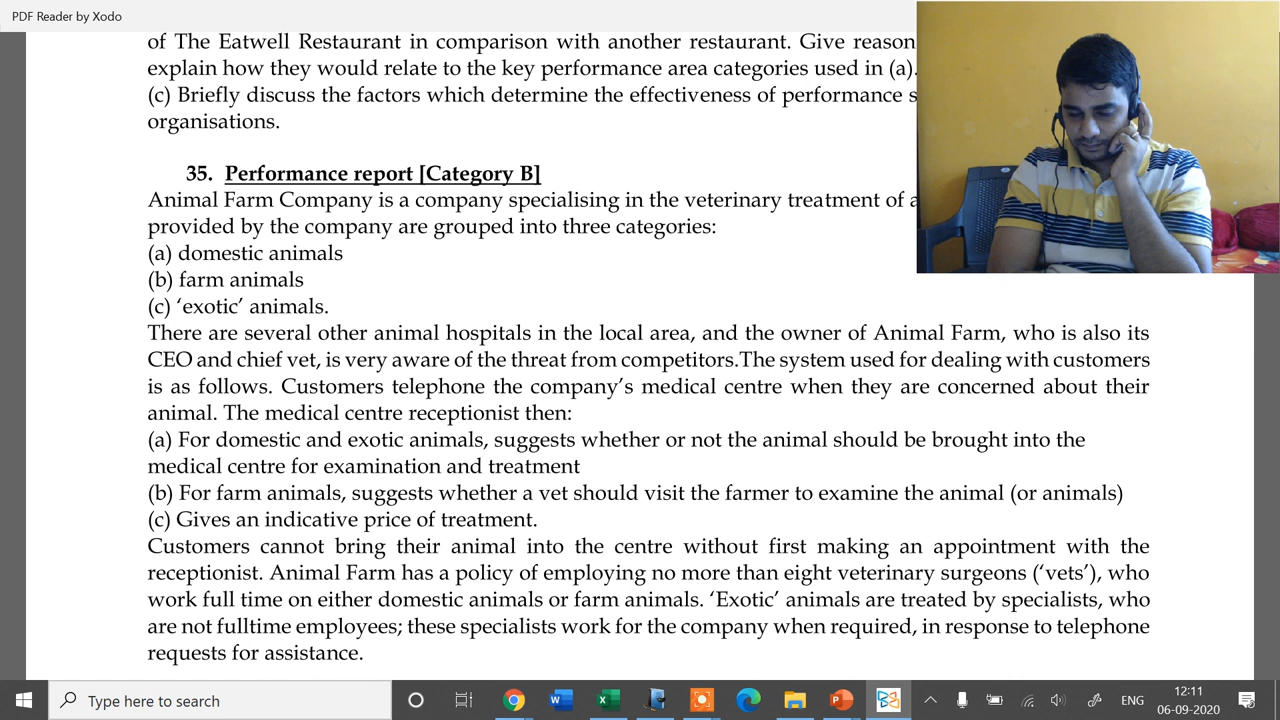 PDF Reader by Xodo
of The Eatwell Restaurant in comparison with another restaurant. Give reason
explain how they would relate to the key performance area categories used in (a).
(c) Briefly discuss the factors which determine the effectiveness of performance s
organisations.
35. Performance report [Category B]
Animal Farm Company is a company specialising in the veterinary treatment of a
provided by the company are grouped into three categories:
(a) domestic animals
(b) farm animals
(c) ‘exotic’ animals.
There are several other animal hospitals in the local area, and the owner of Animal Farm, who is also its
CEO and chief vet, is very aware of the threat from competitors.The system used for dealing with customers
is as follows. Customers telephone the company’s medical centre when they are concerned about their
animal. The medical centre receptionist then:
(a) For domestic and exotic animals, suggests whether or not the animal should be brought into the
medical centre for examination and treatment
(b) For farm animals, suggests whether a vet should visit the farmer to examine the animal (or animals)
(c) Gives an indicative price of treatment.
Customers cannot bring their animal into the centre without first making an appointment with the
receptionist. Animal Farm has a policy of employing no more than eight veterinary surgeons (‘vets’), who
work full time on either domestic animals or farm animals. ‘Exotic’ animals are treated by specialists, who
are not fulltime employees; these specialists work for the company when required, in response to telephone
requests for assistance.
Type here to search
ENG
12:11
06-09-2020